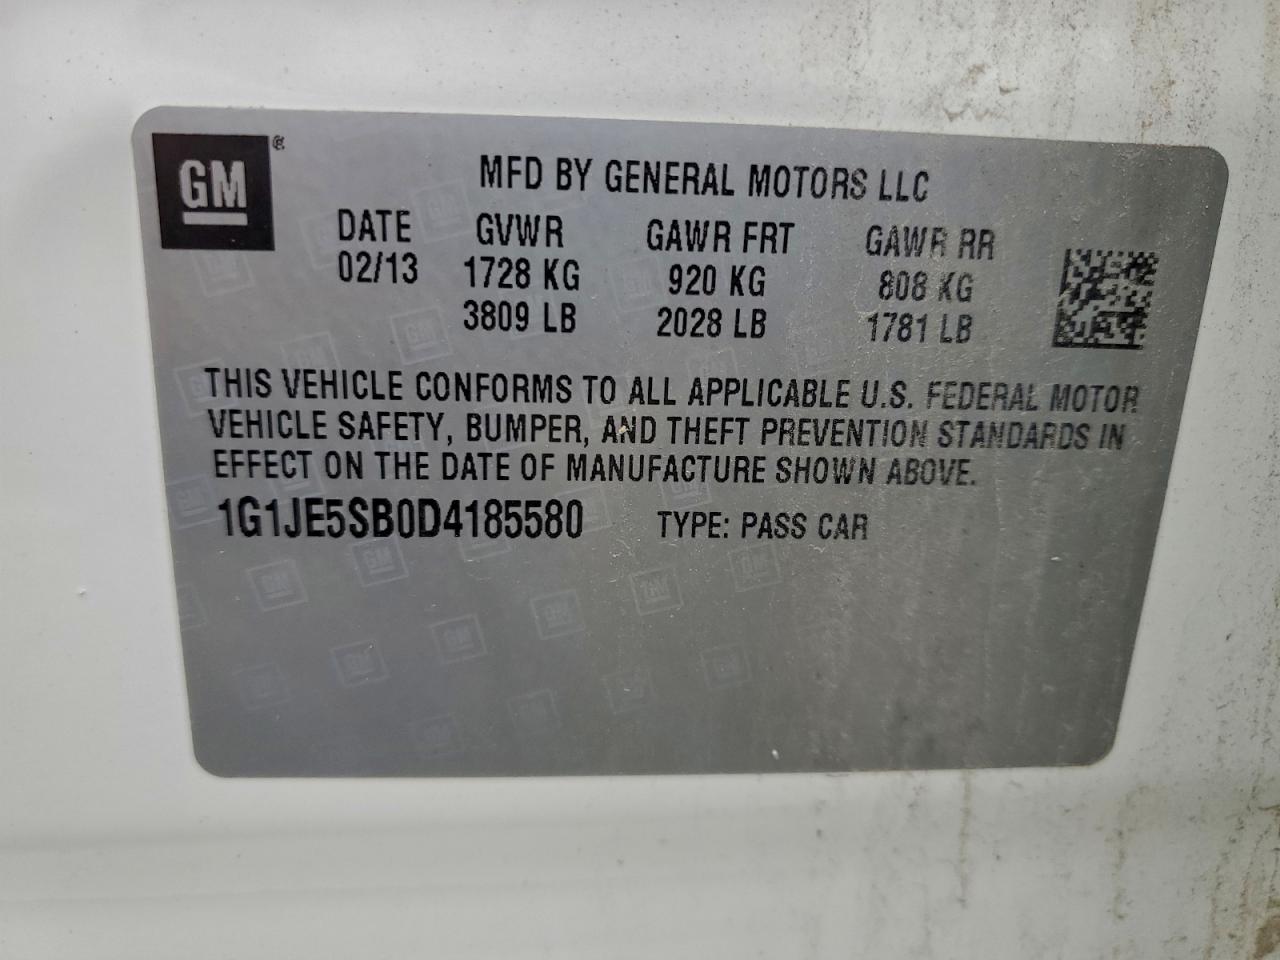 GM
MFD BY GENERAL MOTORS LLC
DATE GVWR GAWR FRT GAWR RR
02/13 1728 KG 920 KG 808 KG
3809 LB 2028 LB 1781 LB
THIS VEHICLE CONFORMS TO ALL APPLICABLE U.S. FEDERAL MOTOR
VEHICLE SAFETY, BUMPER, AND THEFT PREVENTION STANDARDS IN
EFFECT ON THE DATE OF MANUFACTURE SHOWN ABOVE.
1G1JE5SB0D4185580 TYPE: PASS CAR